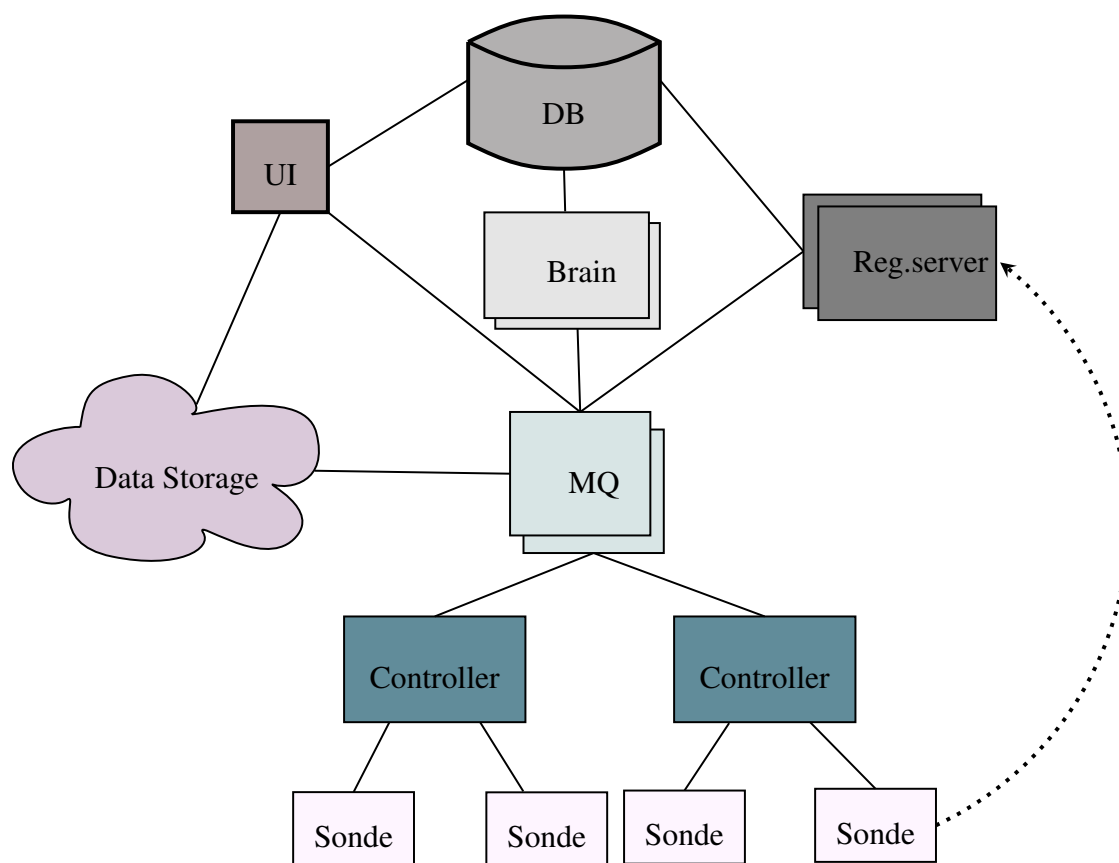 DB
UI
Brain
Reg.server
Data Storage
MQ
Controller
Controller
Sonde
Sonde
Sonde
Sonde